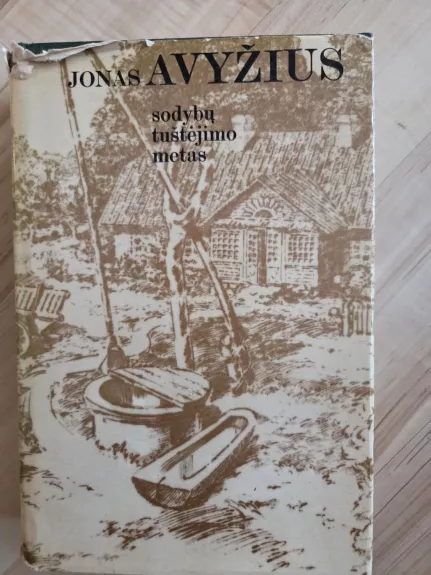 JONAS AVYŽIUS
sodybų
tuštėjimo
metas